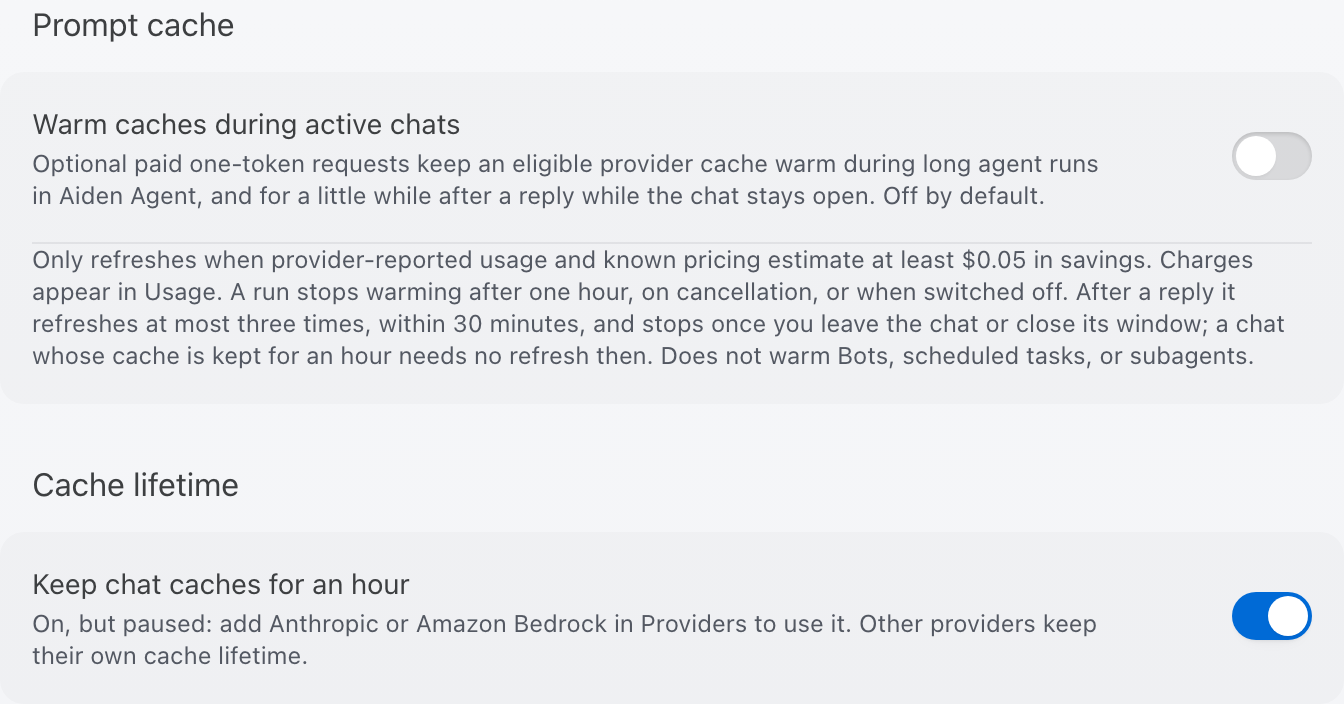 Prompt cache
Warm caches during active chats
Optional paid one-token requests keep an eligible provider cache warm during long agent runs
in Aiden Agent, and for a little while after a reply while the chat stays open. Off by default.
Only refreshes when provider-reported usage and known pricing estimate at least $0.05 in savings. Charges
appear in Usage. A run stops warming after one hour, on cancellation, or when switched off. After a reply it
refreshes at most three times, within 30 minutes, and stops once you leave the chat or close its window; a chat
whose cache is kept for an hour needs no refresh then. Does not warm Bots, scheduled tasks, or subagents.
Cache lifetime
Keep chat caches for an hour
On, but paused: add Anthropic or Amazon Bedrock in Providers to use it. Other providers keep
their own cache lifetime.